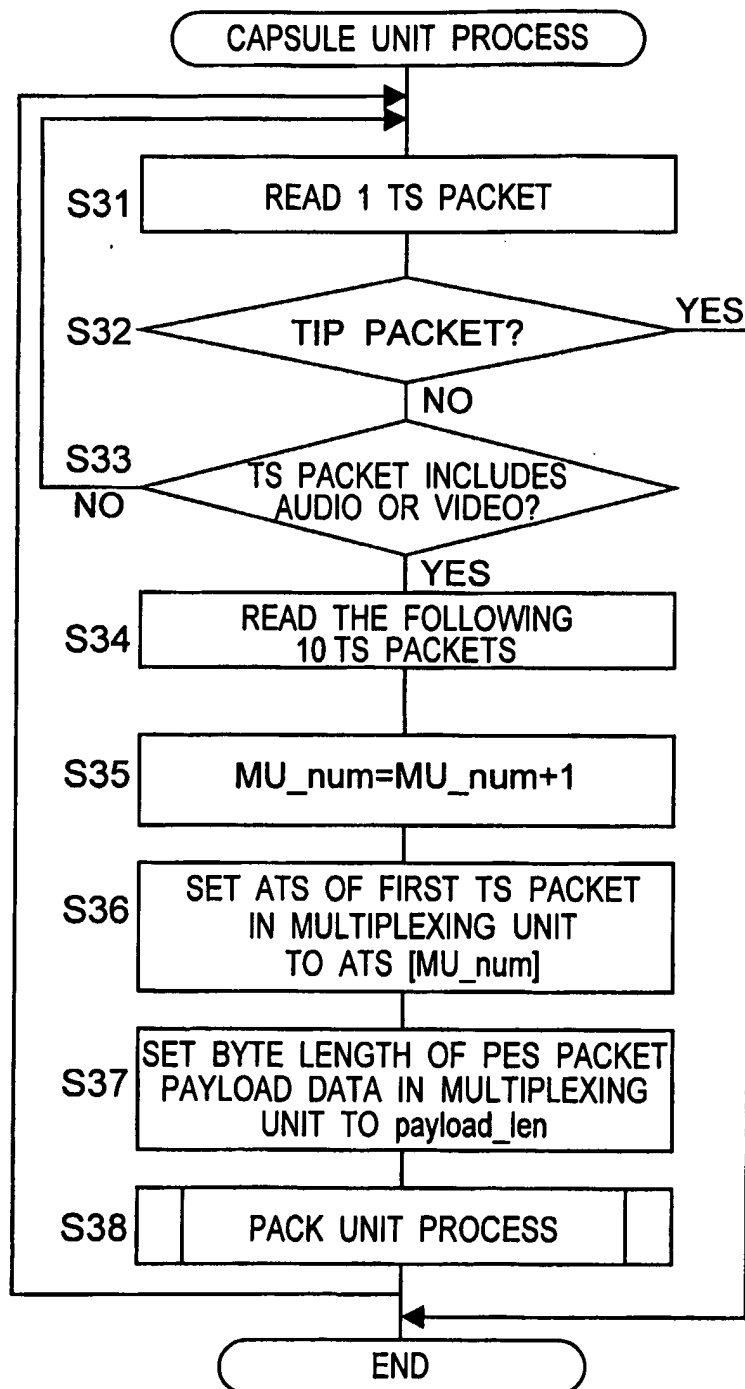 CAPSULE UNIT PROCESS
S31
READ 1 TS PACKET
S32
TIP PACKET?
YES
NO
S33
TS PACKET INCLUDES
AUDIO OR VIDEO?
NO
YES
S34
READ THE FOLLOWING
10 TS PACKETS
S35
MU_num=MU_num+1
S36
SET ATS OF FIRST TS PACKET
IN MULTIPLEXING UNIT
TO ATS [MU_num]
S37
SET BYTE LENGTH OF PES PACKET
PAYLOAD DATA IN MULTIPLEXING
UNIT TO payload_len
S38
PACK UNIT PROCESS
END